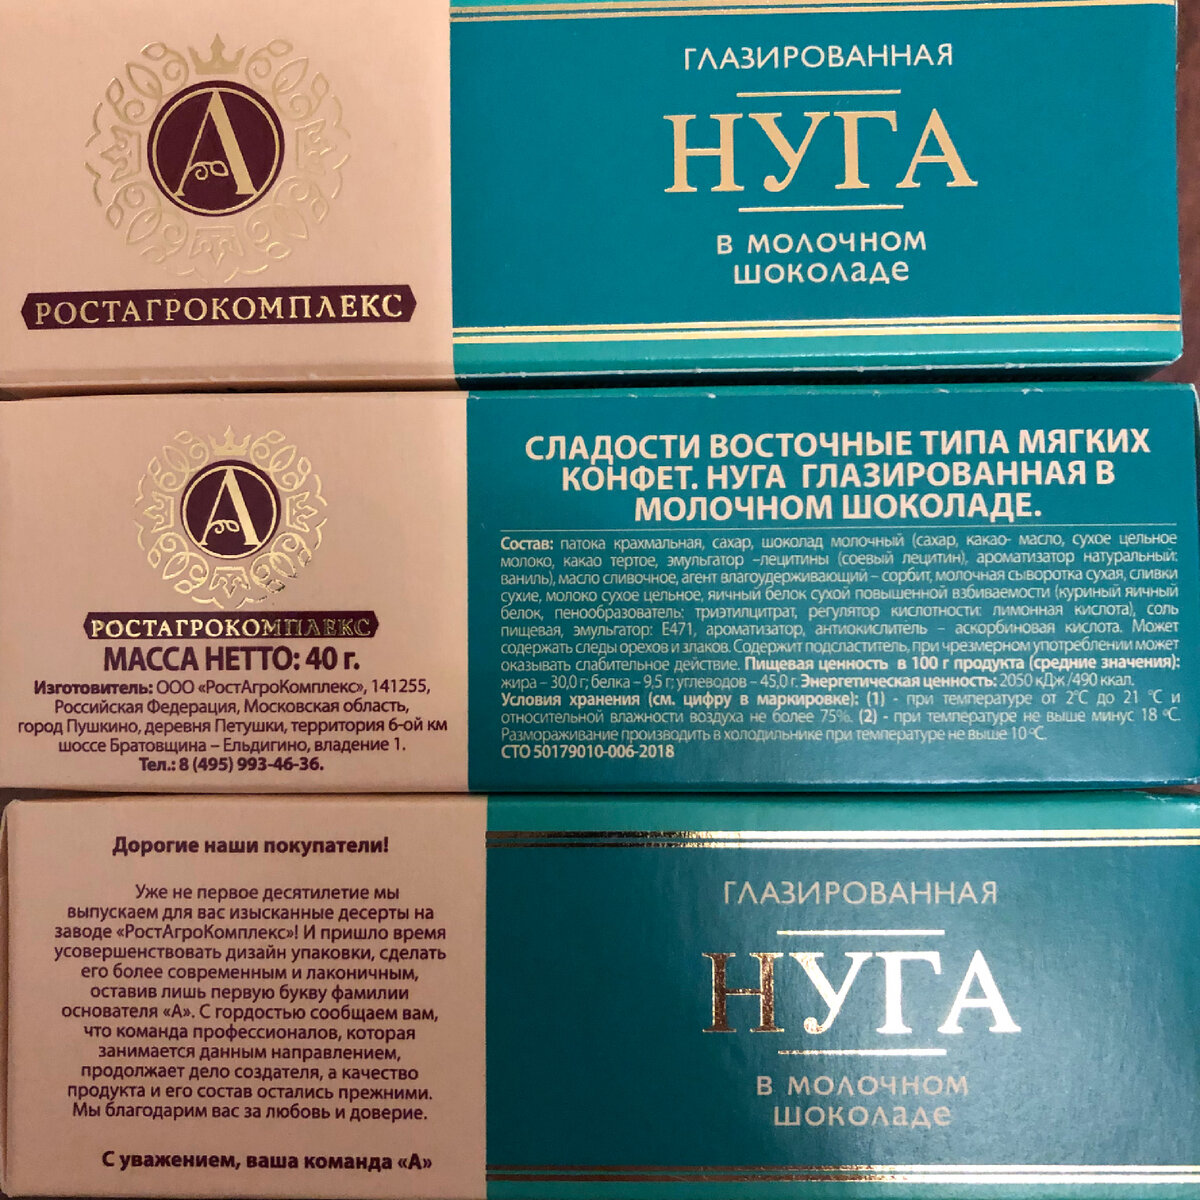 А
РОСТАГРОКОМПЛЕКС
ГЛАЗИРОВАННАЯ
НУГА
В МОЛОЧНОМ
ШОКОЛАДЕ
А
РОСТАГРОКОМПЛЕКС
МАССА НЕТТО: 40 г.
Изготовитель: ООО «РостАгроКомплекс», 141255,
Российская Федерация, Московская область,
город Пушкино, деревня Петушки, территория 6-ой км
шоссе Братовщина – Ельдигино, владение 1.
Тел.: 8 (495) 993-46-36.
СЛАДОСТИ ВОСТОЧНЫЕ ТИПА МЯГКИХ
КОНФЕТ. НУГА ГЛАЗИРОВАННАЯ В
МОЛОЧНОМ ШОКОЛАДЕ.
Состав: патока крахмальная, сахар, шоколад молочный (сахар, какао- масло, сухое цельное
молоко, какао тертое, эмульгатор –лецитины (соевый лецитин), ароматизатор натуральный:
ваниль), масло сливочное, агент влагоудерживающий – сорбит, молочная сыворотка сухая, сливки
сухие, молоко сухое цельное, яичный белок сухой повышенной взбиваемости (куриный яичный
белок, пенообразователь: триэтилцитрат, регулятор кислотности: лимонная кислота), соль
пищевая, эмульгатор: Е471, ароматизатор, антиокислитель – аскорбиновая кислота. Может
содержать следы орехов и злаков. Содержит подсластитель, при чрезмерном употреблении может
оказывать слабительное действие. Пищевая ценность в 100 г продукта (средние значения):
жира – 30,0 г; белка – 9,5 г; углеводов – 45,0 г. Энергетическая ценность: 2050 кДж /490 ккал.
Условия хранения (см. цифру в маркировке): (1) - при температуре от 2°С до 21 °С и
относительной влажности воздуха не более 75%. (2) - при температуре не выше минус 18 °С.
Размораживание производить в холодильнике при температуре не выше 10 °С.
СТО 50179010-006-2018
Дорогие наши покупатели!
Уже не первое десятилетие мы
выпускаем для вас изысканные десерты на
заводе «РостАгроКомплекс»! И пришло время
усовершенствовать дизайн упаковки, сделать
его более современным и лаконичным,
оставив лишь первую букву фамилии
основателя «А». С гордостью сообщаем вам,
что команда профессионалов, которая
занимается данным направлением,
продолжает дело создателя, а качество
продукта и его состав остались прежними.
Мы благодарим вас за любовь и доверие.
С уважением, ваша команда «А»
ГЛАЗИРОВАННАЯ
НУГА
В МОЛОЧНОМ
ШОКОЛАДЕ